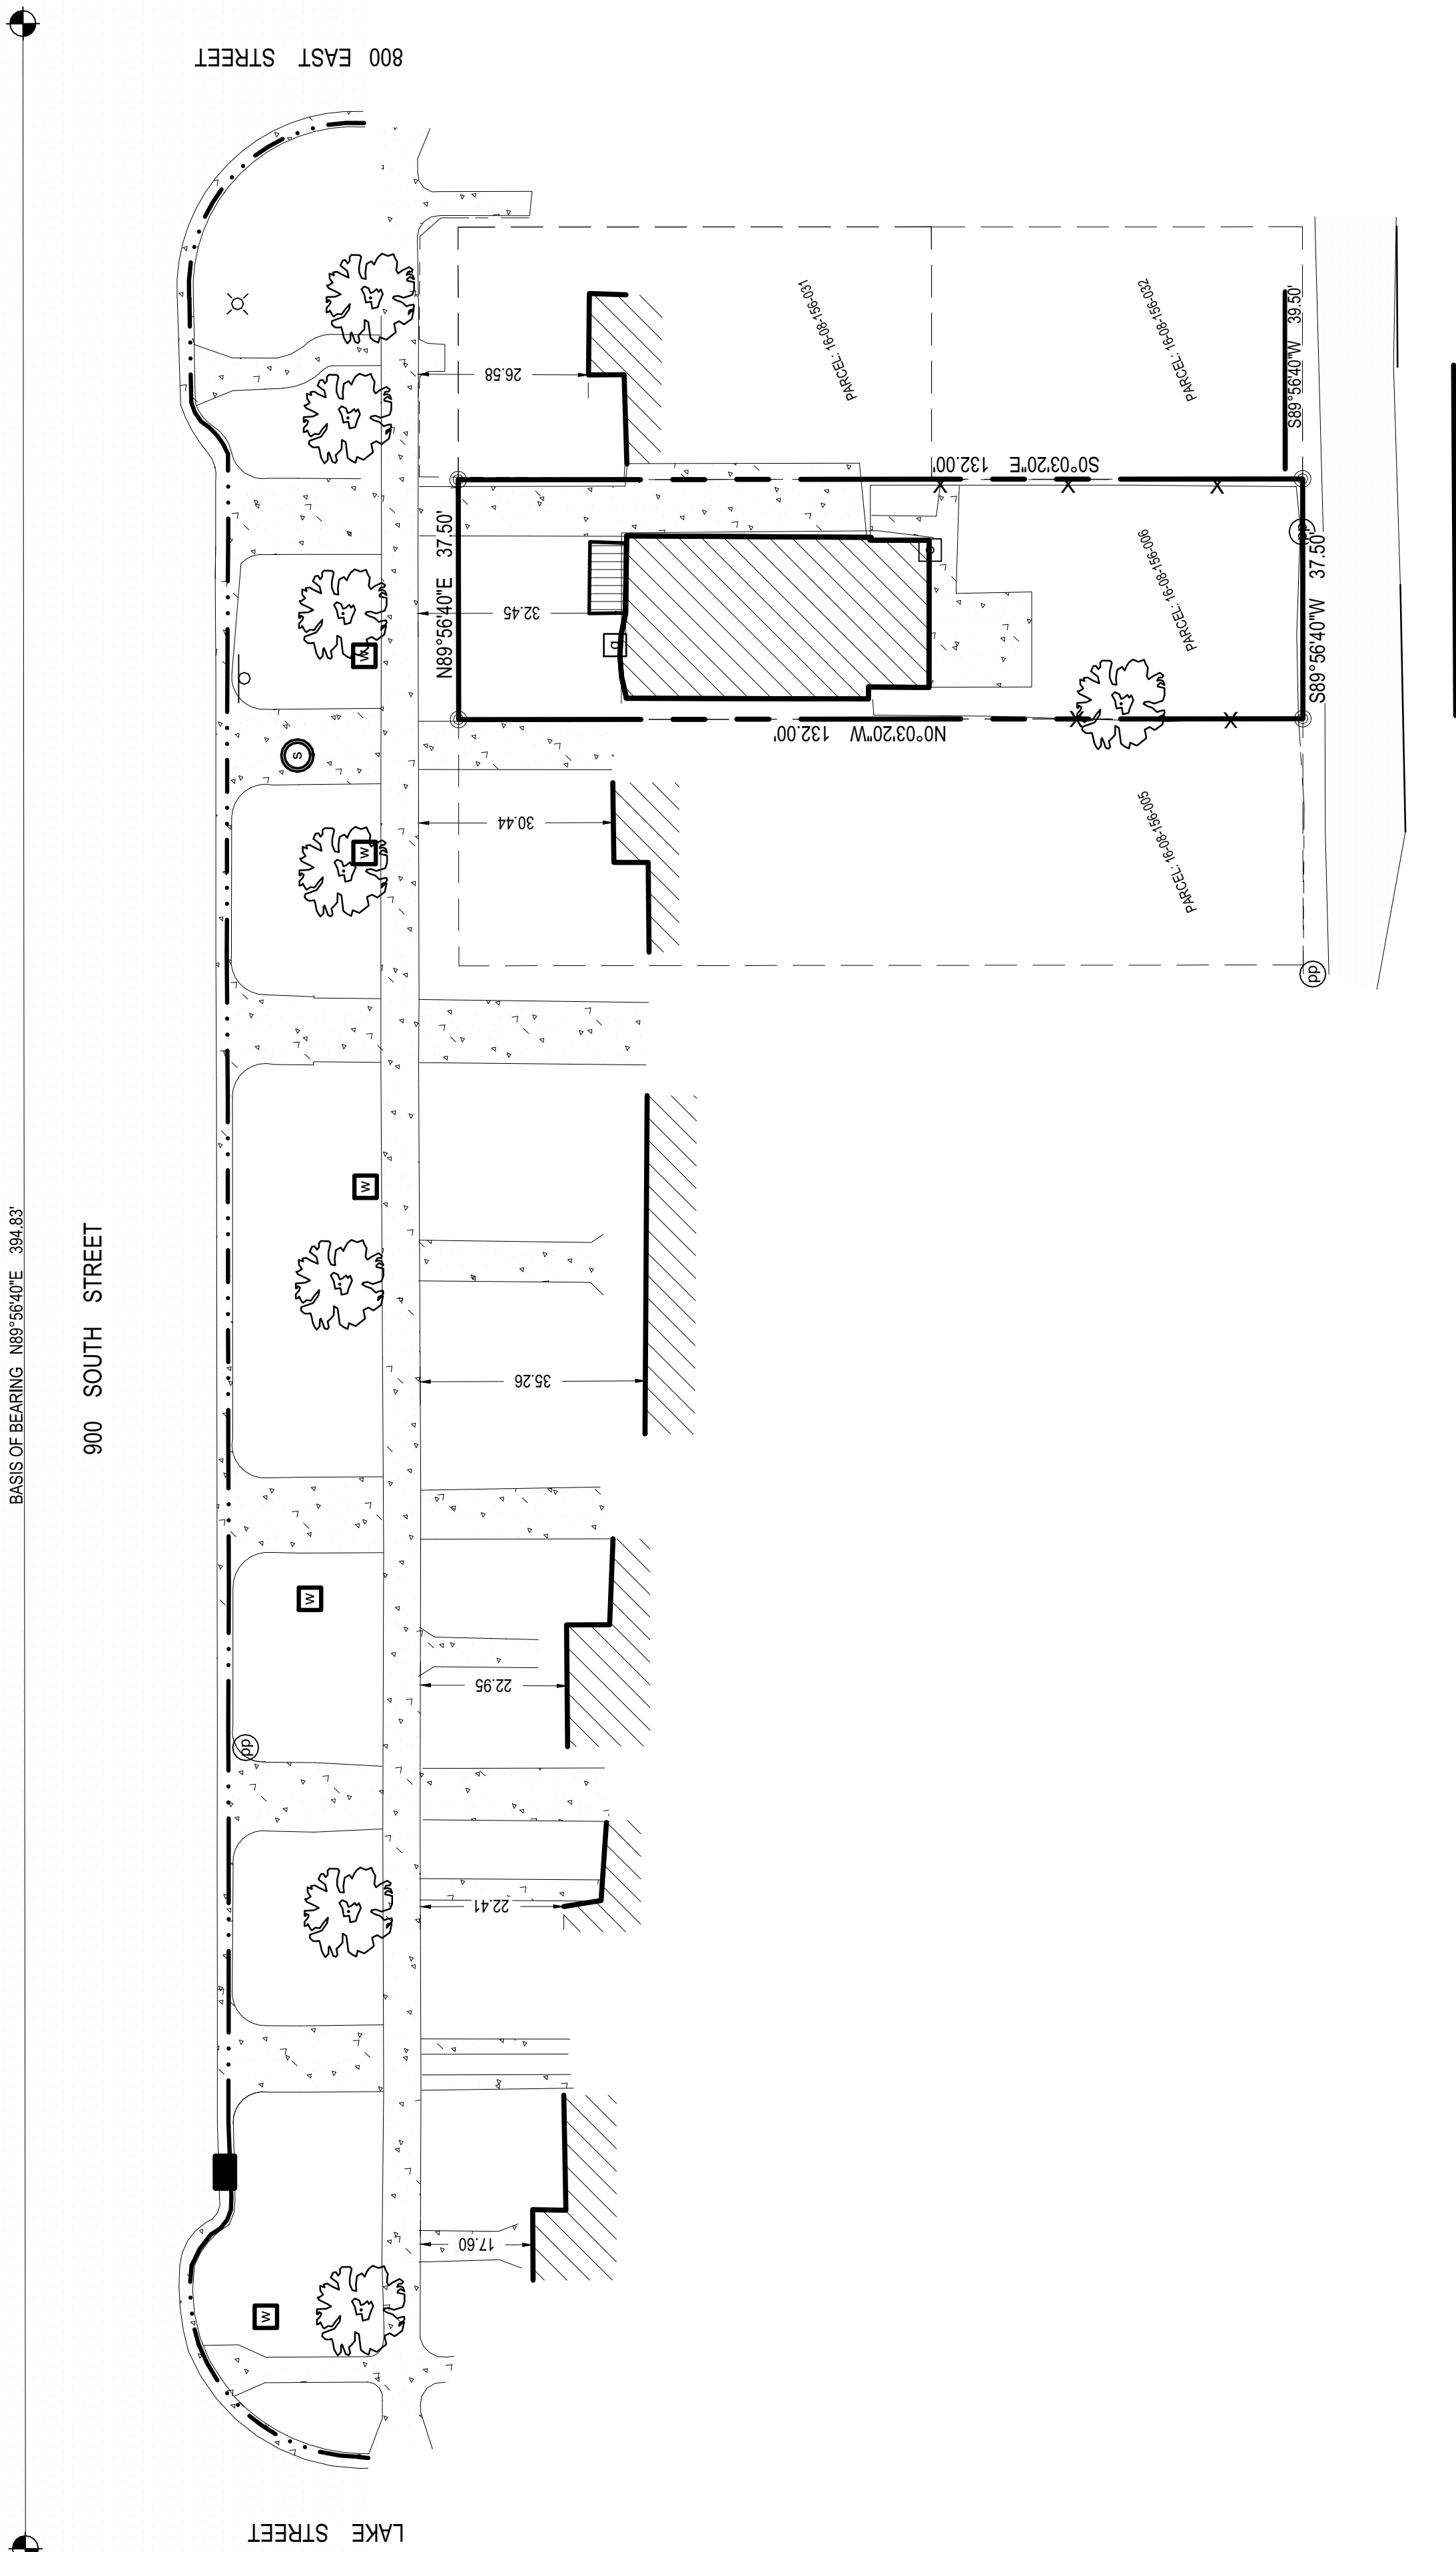 800 EAST STREET
26.58
PARCEL: 16-08-156-031
PARCEL: 16-08-156-032
S89°56'40"W 39.50'
S0°03'20"E 132.00'
N89°56'40"E 37.50'
X
X
X
pp
32.45
W
PARCEL: 16-08-156-006
S89°56'40"W 37.50'
N0°03'20"W 132.00'
X
X
S
30.44
W
PARCEL: 16-08-156-005
pp
W
BASIS OF BEARING N89°56'40"E 394.83'
900 SOUTH STREET
35.26
W
22.95
pp
22.41
17.60
W
LAKE STREET